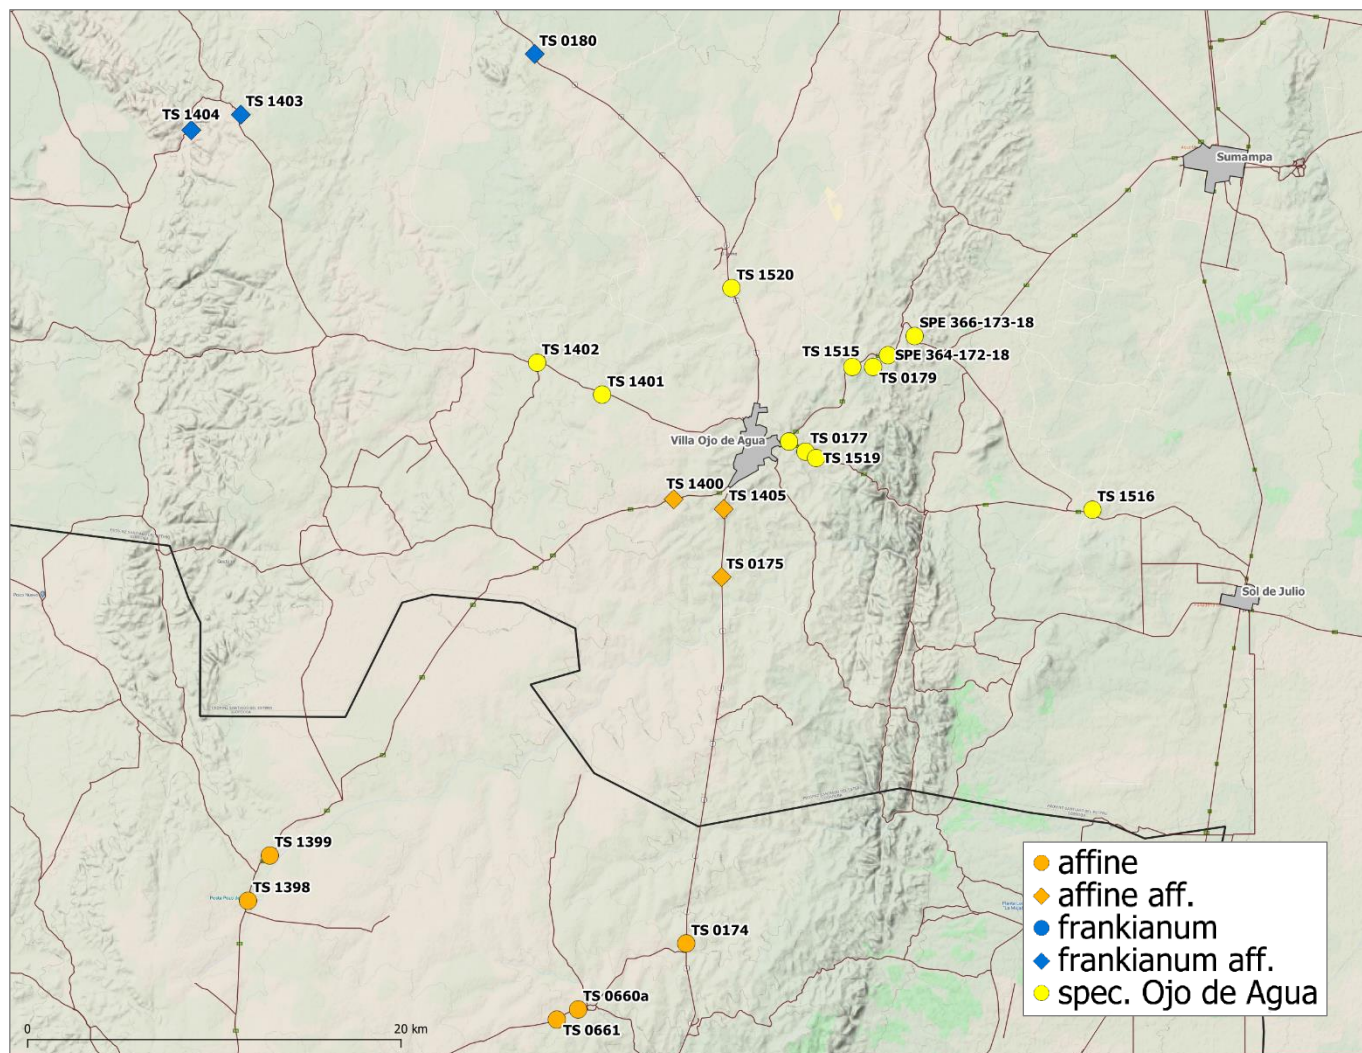 TS 0180
TS 1403
TS 1404
Sumampa
TS 1520
SPE 366-173-18
TS 1402
TS 1515
SPE 364-172-18
TS 0179
TS 1401
Villa Ojo de Agua
TS 0177
TS 1519
TS 1400
TS 1405
TS 1516
TS 0175
Sol de Julio
TS 1399
TS 1398
TS 0174
TS 0660a
TS 0661
0
20 km
affine
affine aff.
frankianum
frankianum aff.
spec. Ojo de Agua